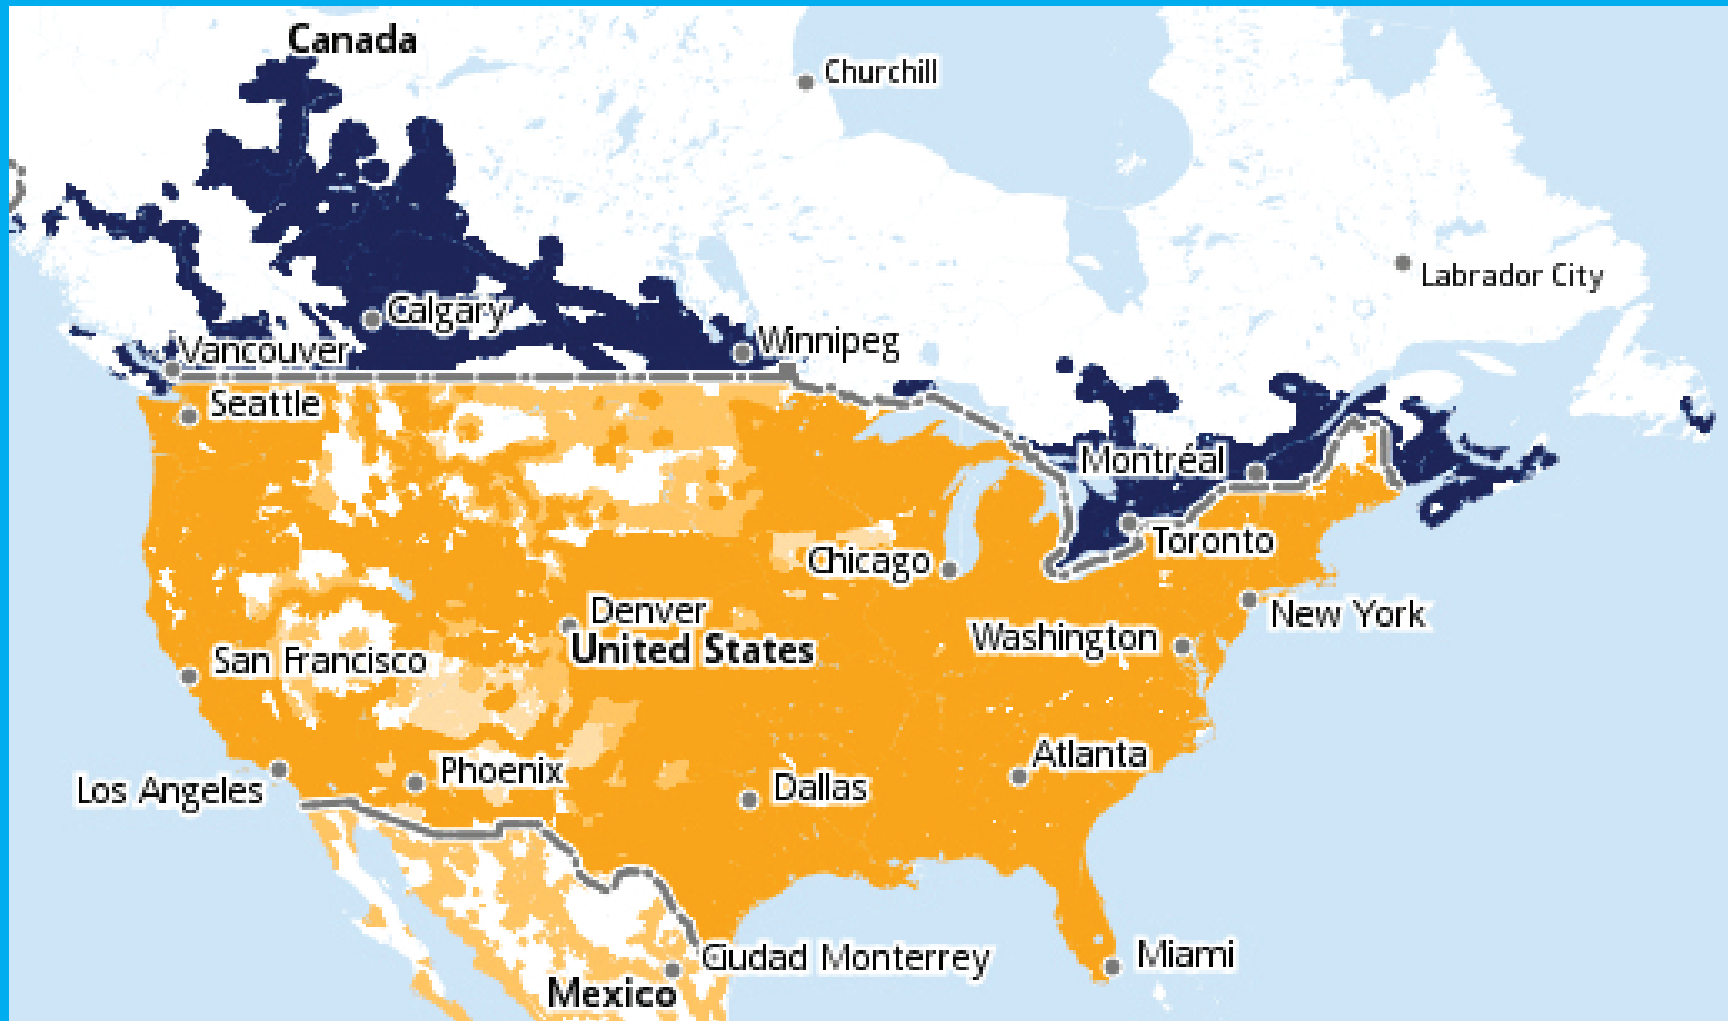 Canada
Churchill
Labrador City
Calgary
Winnipeg
Vancouver
Seattle
Montréal
Toronto
Chicago
Denver
New York
Washington
United States
San Francisco
Atlanta
Phoenix
Los Angeles
Dallas
Miami
Ciudad Monterrey
Mexico